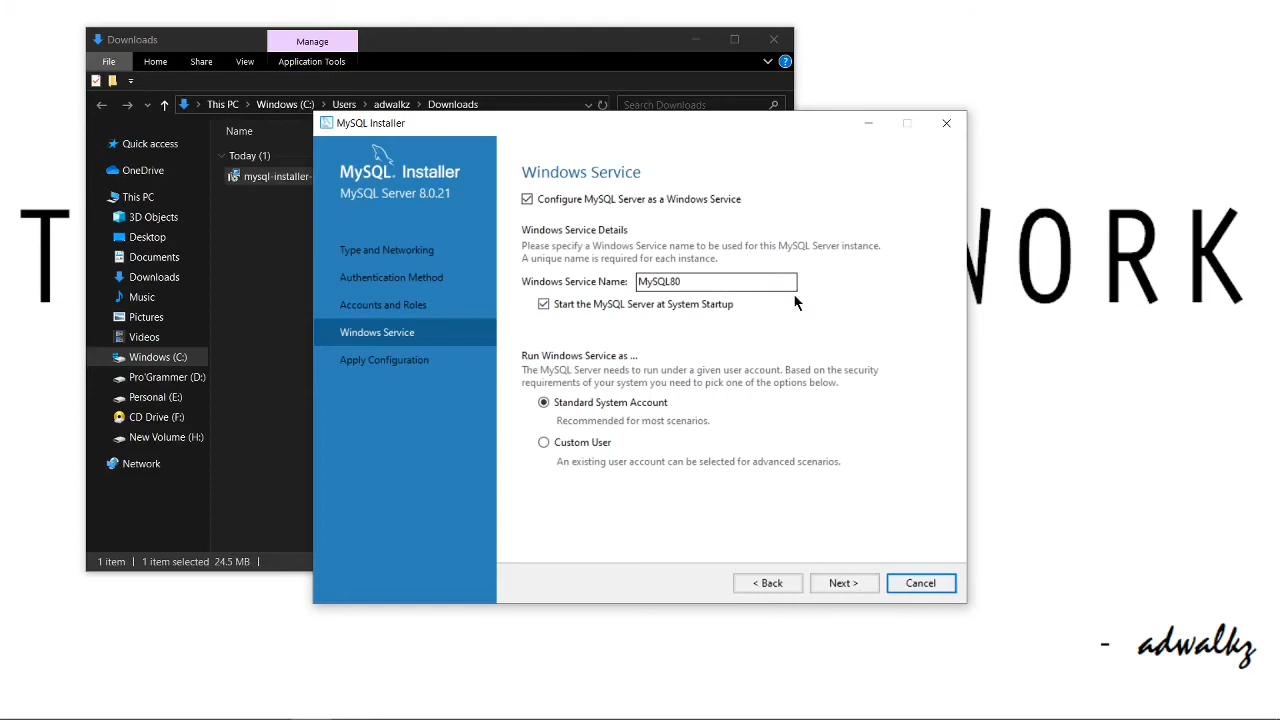 Downloads
Manage
File
Home
Share
View
Application Tools
This PC
Windows (C:)
Users
adwalkz
Downloads
Search Downloads
Quick access
OneDrive
This PC
3D Objects
Desktop
Documents
Downloads
Music
Pictures
Videos
Windows (C:)
Pro'Grammer (D:)
Personal (E:)
CD Drive (F:)
New Volume (H:)
Network
Name
Today (1)
mysql-installer-
1 item
1 item selected
24.5 MB
MySQL Installer
MySQL. Installer
MySQL Server 8.0.21
Type and Networking
Authentication Method
Accounts and Roles
Windows Service
Apply Configuration
Windows Service
Configure MySQL Server as a Windows Service
Windows Service Details
Please specify a Windows Service name to be used for this MySQL Server instance.
A unique name is required for each instance.
Windows Service Name: MySQL80
Start the MySQL Server at System Startup
Run Windows Service as ...
The MySQL Server needs to run under a given user account. Based on the security
requirements of your system you need to pick one of the options below.
Standard System Account
Recommended for most scenarios.
Custom User
An existing user account can be selected for advanced scenarios.
< Back
Next >
Cancel
T
WORK
- adwalkz